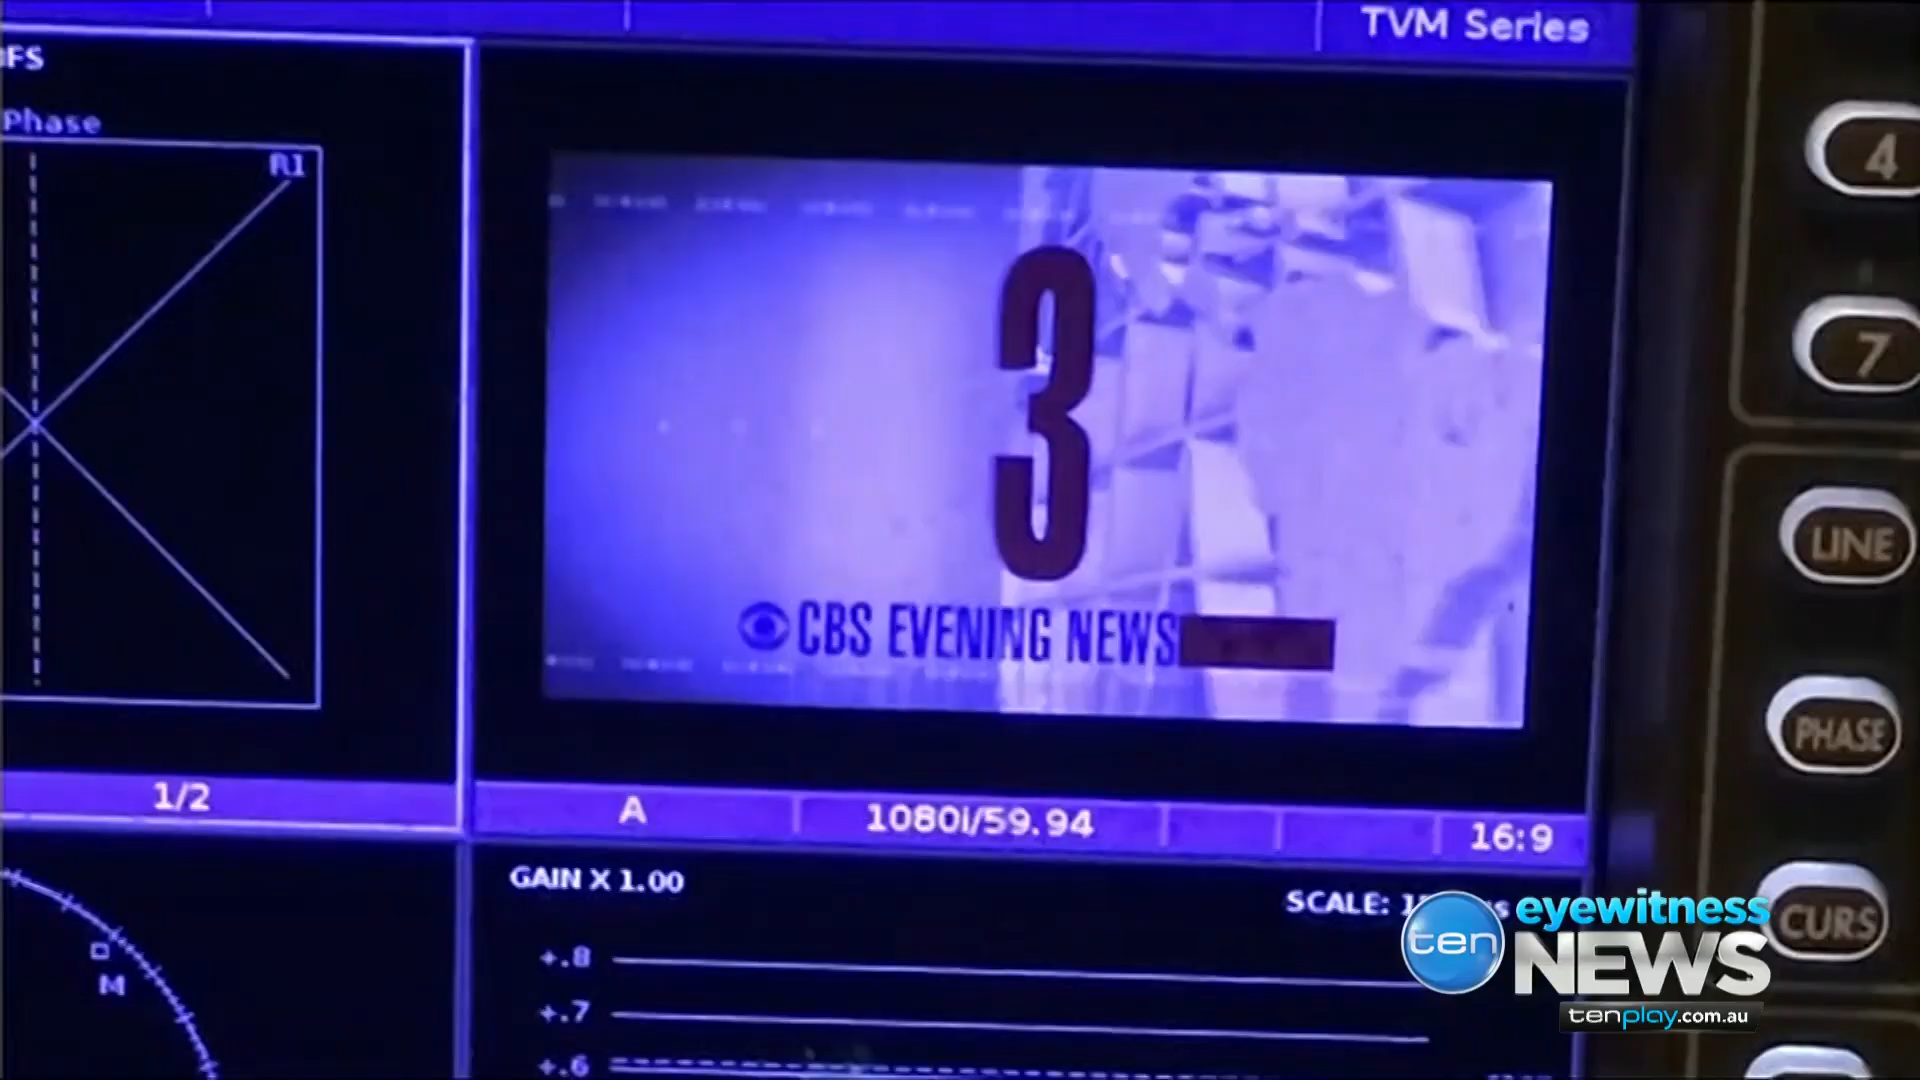 TVM Series
Phase
R1
4
7
3
CBS EVENING NEWS
LINE
PHASE
1/2
A
1080i/59.94
16:9
GAIN X 1.00
SCALE:
CURS
ten eyewitness
NEWS
tenplay.com.au
M
+.8
+.7
+.6